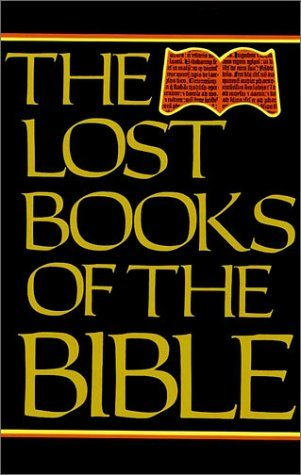 THE
LOST
BOOKS
OF THE
BIBLE